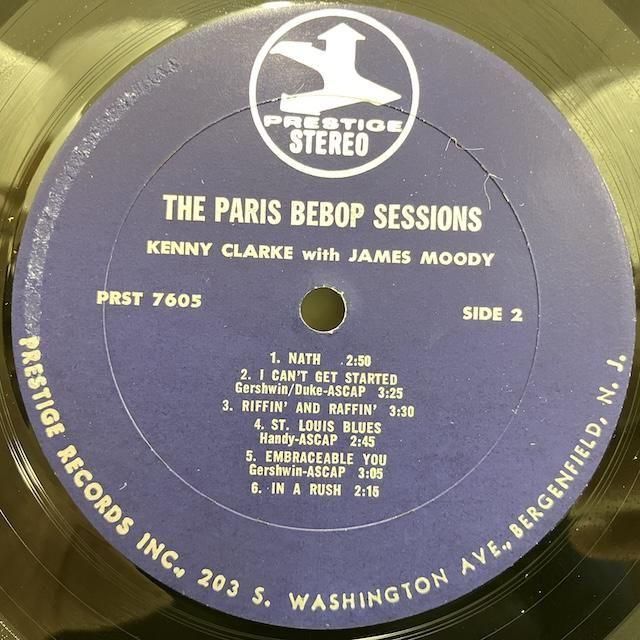 PRESTIGE
STEREO
THE PARIS BEBOP SESSIONS
KENNY CLARKE with JAMES MOODY
PRST 7605
SIDE 2
1. NATH .2:50
2. I CAN'T GET STARTED
Gershwin/Duke-ASCAP 3:25
3. RIFFIN' AND RAFFIN' 3:30
4. ST. LOUIS BLUES
Handy-ASCAP 2:45
5. EMBRACEABLE YOU
Gershwin-ASCAP 3:05
6. IN A RUSH 2:15
PRESTIGE RECORDS INC., 203 S. WASHINGTON AVE., BERGENFIELD, N. J.